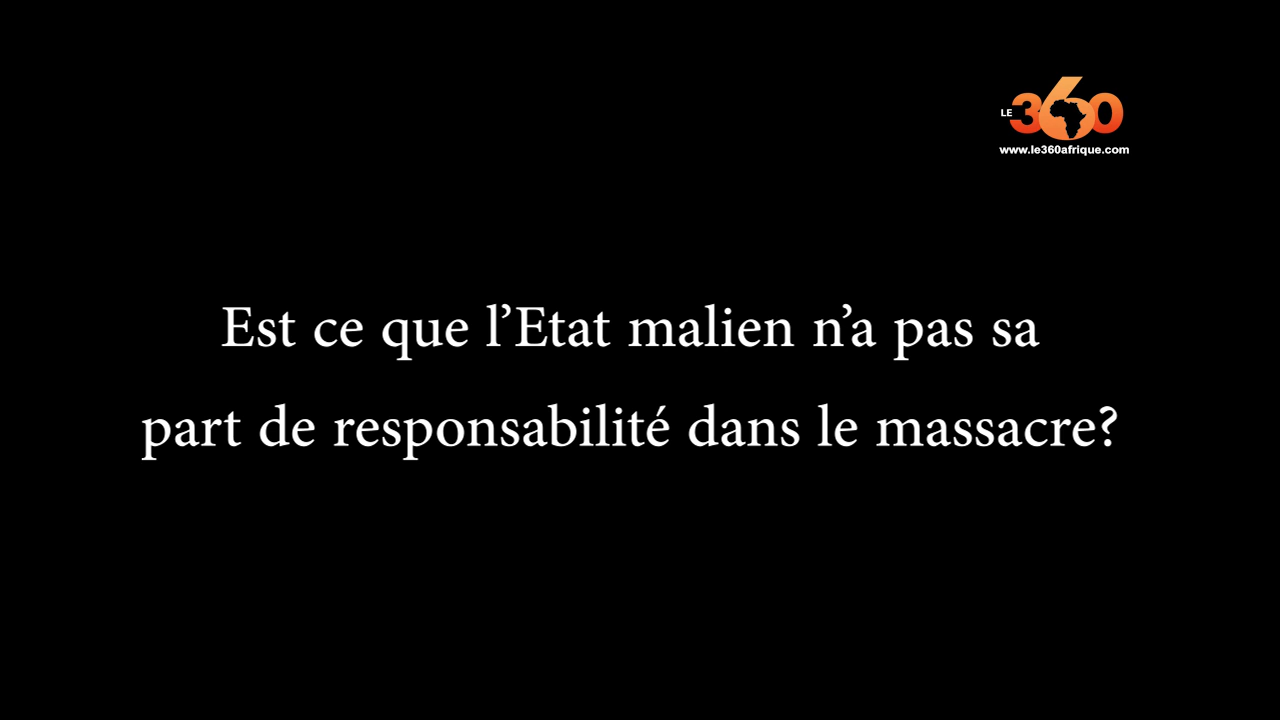 LE 360
www.le360afrique.com
Est ce que l’Etat malien n’a pas sa
part de responsabilité dans le massacre?